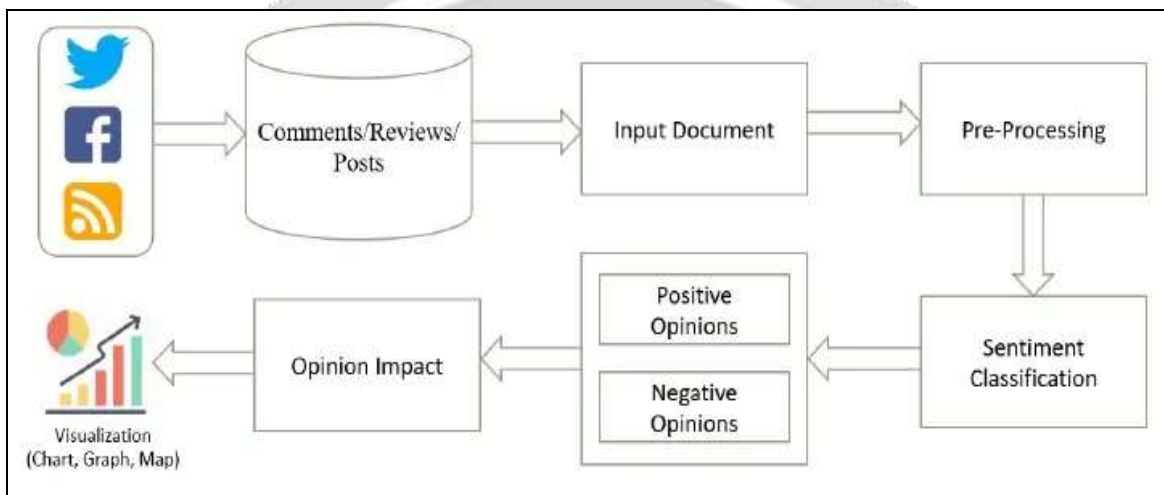 Comments/Reviews/
Posts
Input Document
Pre-Processing
Sentiment
Classification
Positive
Opinions
Negative
Opinions
Opinion Impact
Visualization
(Chart, Graph, Map)